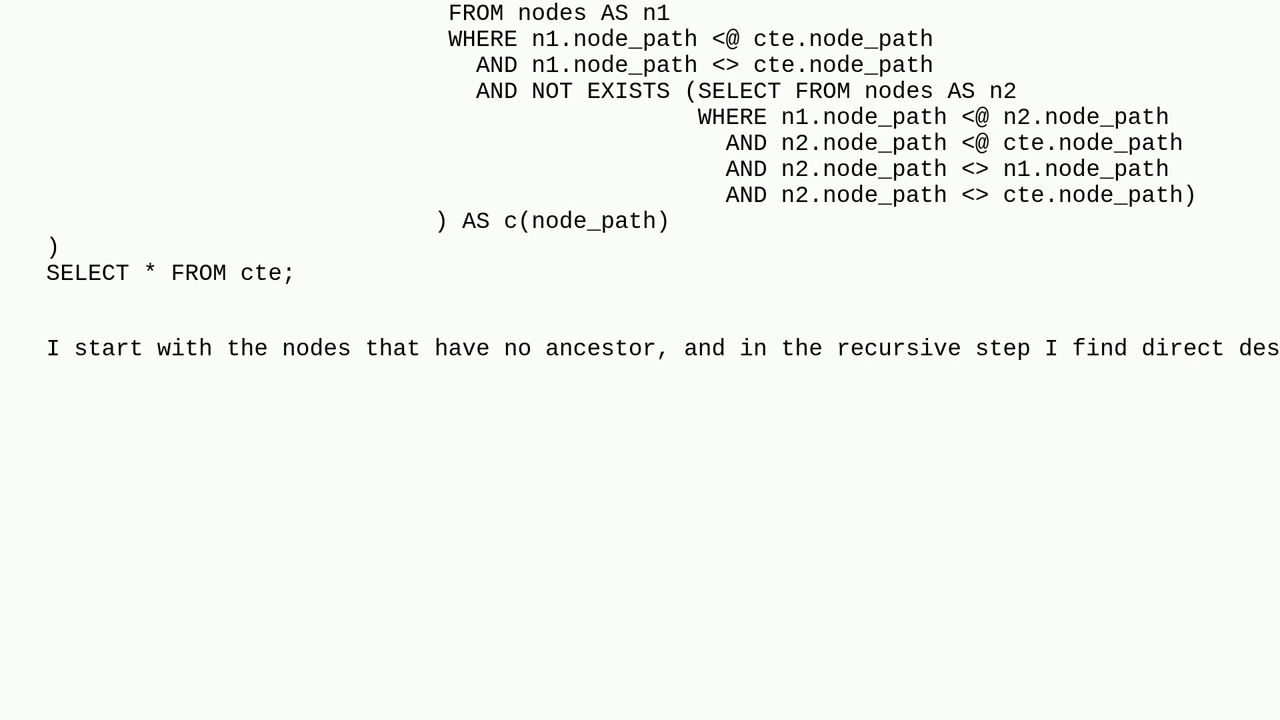 FROM nodes AS n1
WHERE n1.node_path <@ cte.node_path
AND n1.node_path <> cte.node_path
AND NOT EXISTS (SELECT FROM nodes AS n2
WHERE n1.node_path <@ n2.node_path
AND n2.node_path <@ cte.node_path
AND n2.node_path <> n1.node_path
AND n2.node_path <> cte.node_path)
) AS c(node_path)
)
SELECT * FROM cte;
I start with the nodes that have no ancestor, and in the recursive step I find direct des